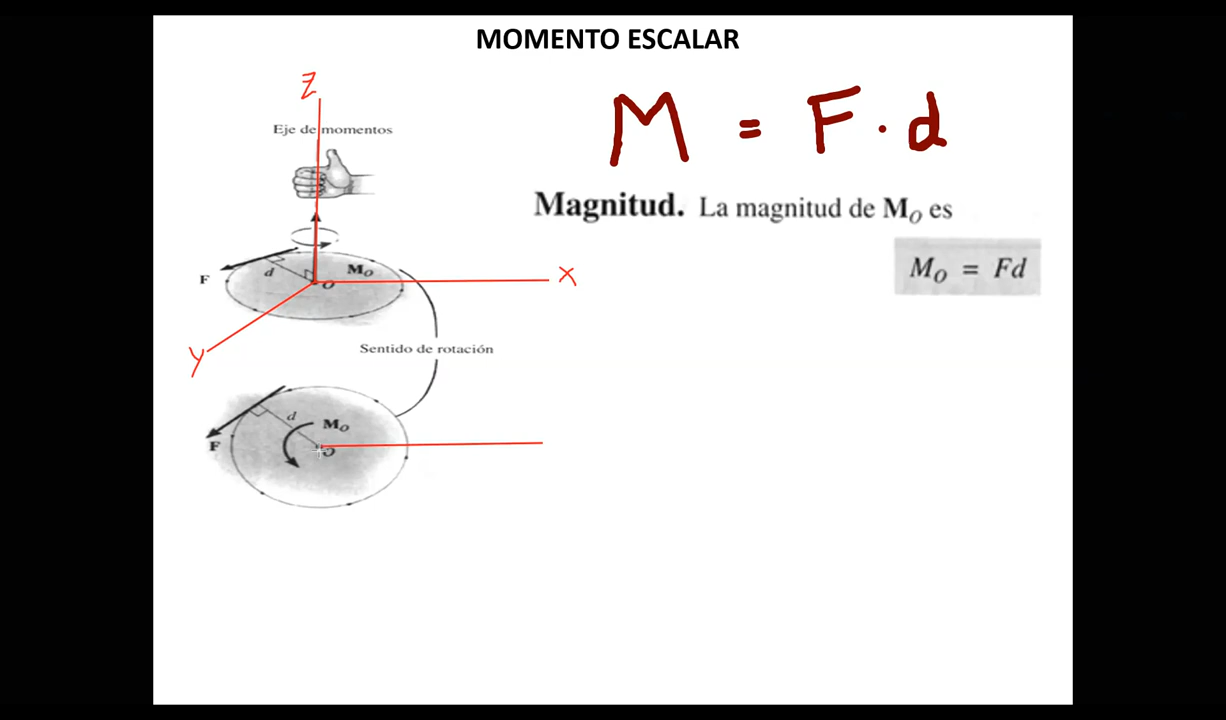 MOMENTO ESCALAR
Z
M = F · d
Eje de momentos
Magnitud. La magnitud de M_O es
M_O = Fd
F
d
M_O
O
X
Y
Sentido de rotación
d
M_O
F
O